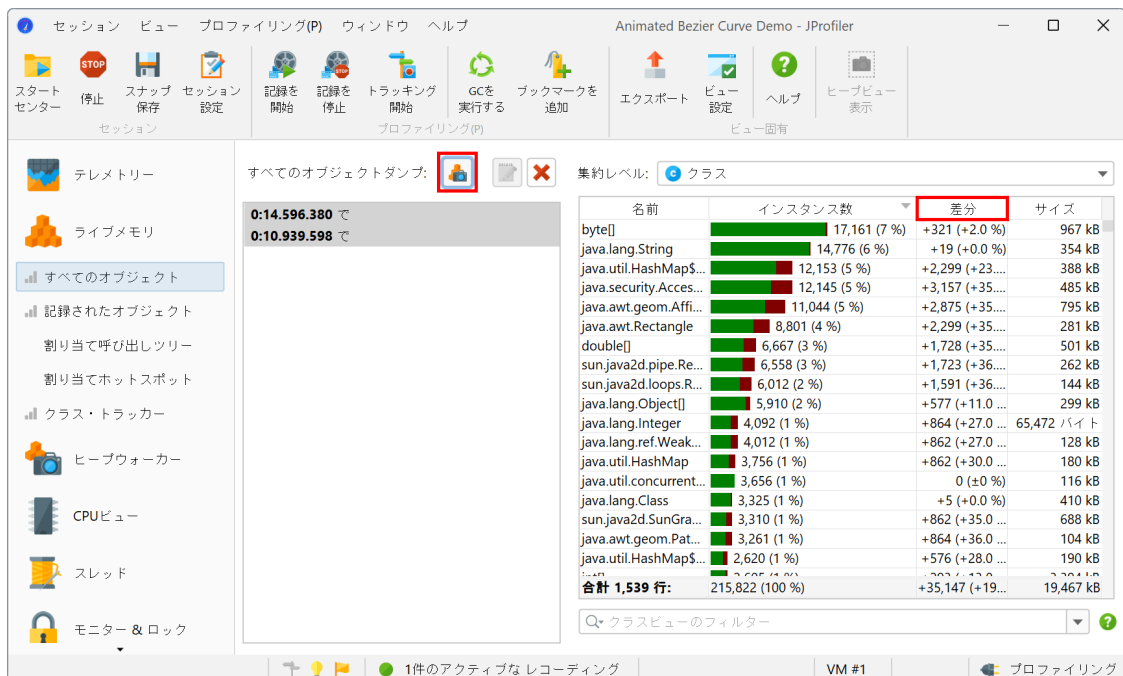 セッション ビュー プロファイリング(P) ウィンドウ ヘルプ Animated Bezier Curve Demo - JProfiler
スタート
センター
STOP
停止
スナップ
保存
セッション
設定
セッション
記録を
開始
STOP
記録を
停止
トラッキング
開始
GCを
実行する
ブックマークを
追加
プロファイリング(P)
エクスポート
ビュー
設定
ヘルプ
ヒープビュー
表示
ビュー固有
テレメトリー
ライブメモリ
すべてのオブジェクト
記録されたオブジェクト
割り当て呼び出しツリー
割り当てホットスポット
クラス・トラッカー
ヒープウォーカー
CPUビュー
スレッド
モニター & ロック
すべてのオブジェクトダンプ:
0:14.596.380 で
0:10.939.598 で
集約レベル: クラス
名前 インスタンス数 差分 サイズ
byte[] 17,161 (7 %) +321 (+2.0 %) 967 kB
java.lang.String 14,776 (6 %) +19 (+0.0 %) 354 kB
java.util.HashMap$... 12,153 (5 %) +2,299 (+23.... 388 kB
java.security.Acces... 12,145 (5 %) +3,157 (+35.... 485 kB
java.awt.geom.Affi... 11,044 (5 %) +2,875 (+35.... 795 kB
java.awt.Rectangle 8,801 (4 %) +2,299 (+35.... 281 kB
double[] 6,667 (3 %) +1,728 (+35.... 501 kB
sun.java2d.pipe.Re... 6,558 (3 %) +1,723 (+36.... 262 kB
sun.java2d.loops.R... 6,012 (2 %) +1,591 (+36.... 144 kB
java.lang.Object[] 5,910 (2 %) +577 (+11.0 ... 299 kB
java.lang.Integer 4,092 (1 %) +864 (+27.0 ... 65,472 バイト
java.lang.ref.Weak... 4,012 (1 %) +862 (+27.0 ... 128 kB
java.util.HashMap 3,756 (1 %) +862 (+30.0 ... 180 kB
java.util.concurrent... 3,656 (1 %) 0 (±0 %) 116 kB
java.lang.Class 3,325 (1 %) +5 (+0.0 %) 410 kB
sun.java2d.SunGra... 3,310 (1 %) +862 (+35.0 ... 688 kB
java.awt.geom.Pat... 3,261 (1 %) +864 (+36.0 ... 104 kB
java.util.HashMap$... 2,620 (1 %) +576 (+28.0 ... 190 kB
合計 1,539 行: 215,822 (100 %) +35,147 (+19... 19,467 kB
クラスビューのフィルター
1件のアクティブな レコーディング VM #1 プロファイリング